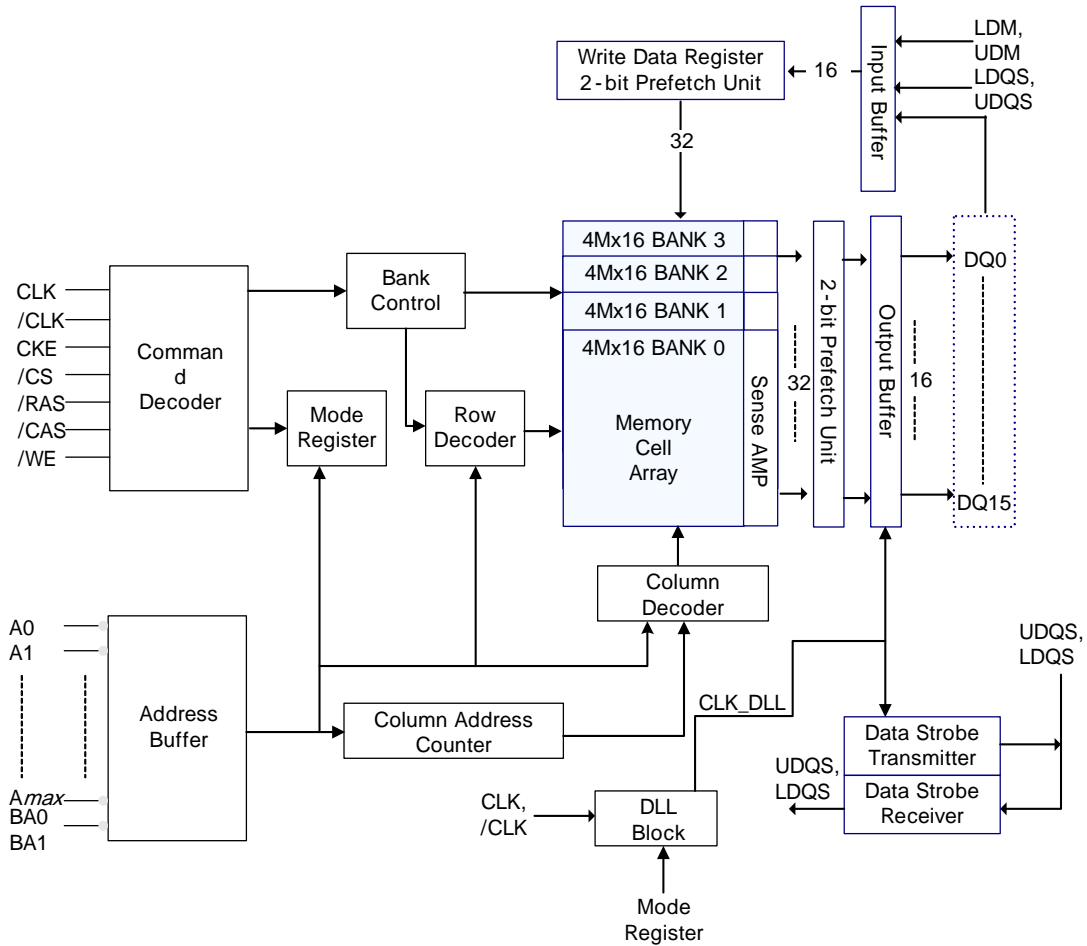 Write Data Register
2-bit Prefetch Unit
16
Input Buffer
LDM,
UDM
LDQS,
UDQS
32
4Mx16 BANK 3
4Mx16 BANK 2
4Mx16 BANK 1
4Mx16 BANK 0
Memory
Cell
Array
Sense AMP
32
2-bit Prefetch Unit
Output Buffer
16
DQ0
DQ15
CLK
/CLK
CKE
/CS
/RAS
/CAS
/WE
Comman
d
Decoder
Bank
Control
Mode
Register
Row
Decoder
Column
Decoder
A0
A1
Amax
BA0
BA1
Address
Buffer
Column Address
Counter
CLK_DLL
CLK,
/CLK
DLL
Block
Mode
Register
UDQS,
LDQS
Data Strobe
Transmitter
Data Strobe
Receiver
UDQS,
LDQS